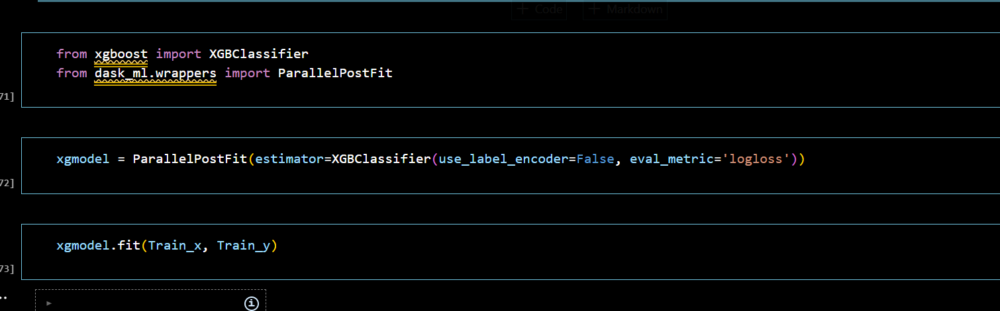 + Code + Markdown
from xgboost import XGBClassifier
from dask_ml.wrappers import ParallelPostFit
71]
xgmodel = ParallelPostFit(estimator=XGBClassifier(use_label_encoder=False, eval_metric='logloss'))
72]
xgmodel.fit(Train_x, Train_y)
73]